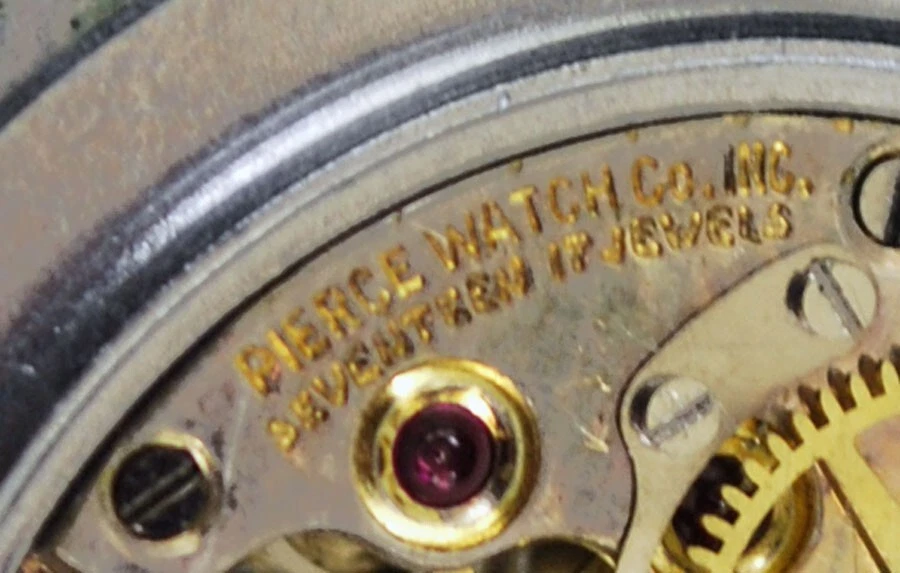 PIERCE WATCH Co. INC.
SEVENTEEN 17 JEWELS